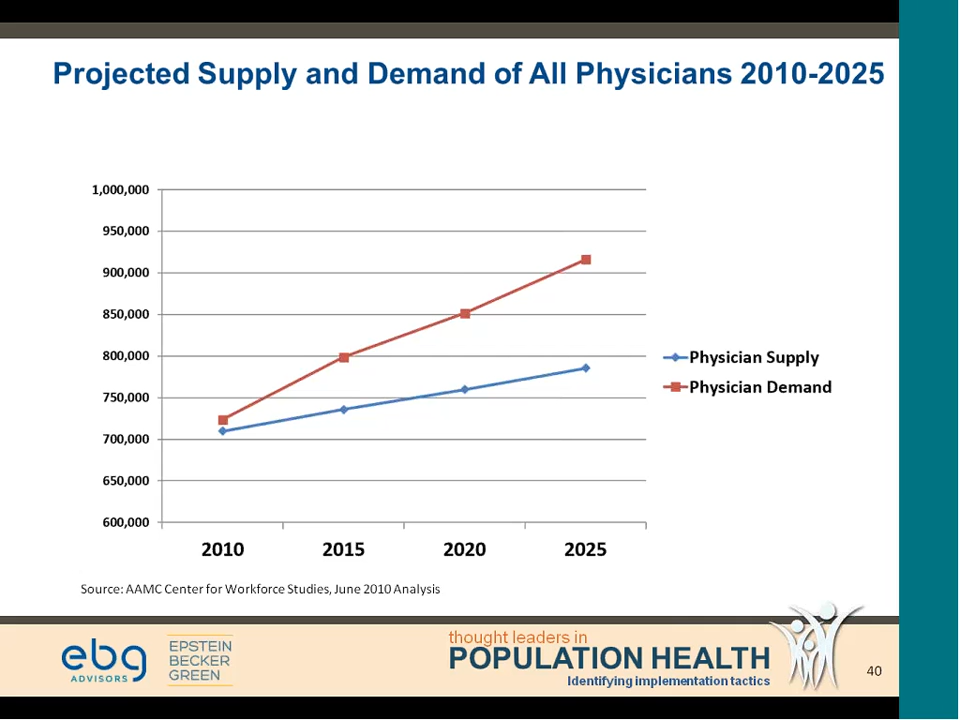 Projected Supply and Demand of All Physicians 2010-2025
1,000,000
950,000
900,000
850,000
800,000
750,000
700,000
650,000
600,000
2010 2015 2020 2025
Physician Supply
Physician Demand
Source: AAMC Center for Workforce Studies, June 2010 Analysis
ebg
ADVISORS
EPSTEIN
BECKER
GREEN
thought leaders in
POPULATION HEALTH
Identifying implementation tactics
40